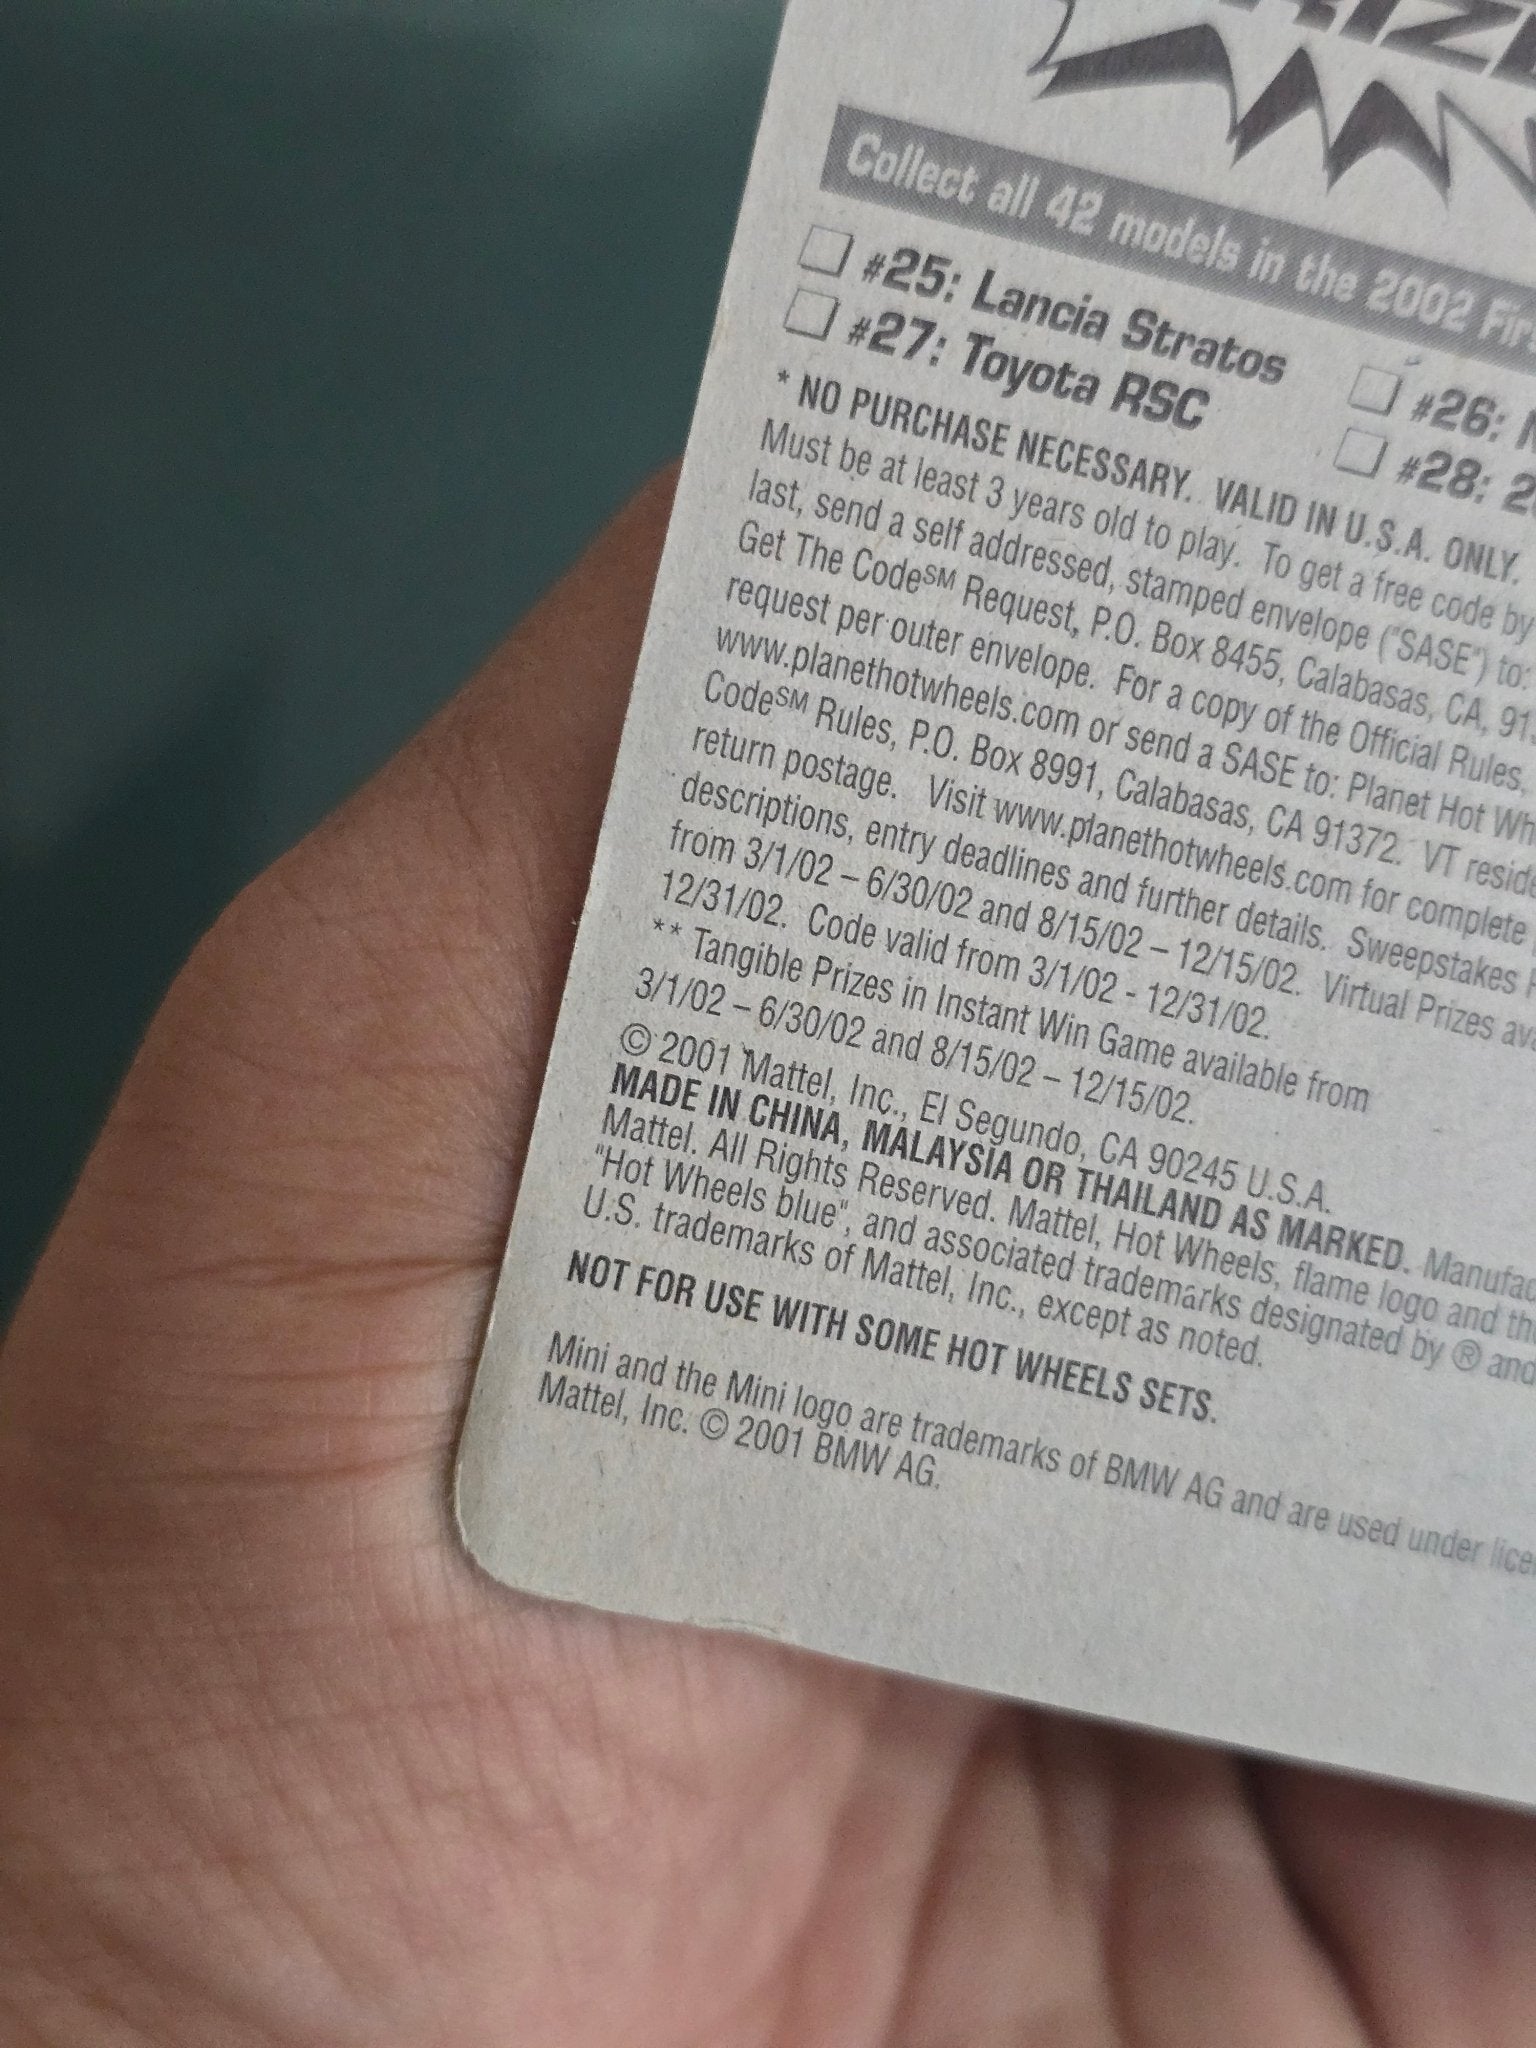 Collect all 42 models in the 2002
#25: Lancia Stratos
#26:
#27: Toyota RSC
#28:
* NO PURCHASE NECESSARY. VALID IN U.S.A. ONLY.
Must be at least 3 years old to play. To get a free code by
last, send a self addressed, stamped envelope ("SASE") to:
Get The Code℠ Request, P.O. Box 8455, Calabasas, CA,
request per outer envelope. For a copy of the Official Rules,
www.planethotwheels.com or send a SASE to: Planet Hot
Code℠ Rules, P.O. Box 8991, Calabasas, CA 91372. VT
return postage. Visit www.planethotwheels.com for complete
descriptions, entry deadlines and further details. Sweepstakes
from 3/1/02 – 6/30/02 and 8/15/02 – 12/15/02. Virtual Prizes
12/31/02. Code valid from 3/1/02 - 12/31/02.
** Tangible Prizes in Instant Win Game available from
3/1/02 – 6/30/02 and 8/15/02 – 12/15/02.
© 2001 Mattel, Inc., El Segundo, CA 90245 U.S.A.
MADE IN CHINA, MALAYSIA OR THAILAND AS MARKED.
Mattel. All Rights Reserved. Mattel, Hot Wheels, flame logo and
"Hot Wheels blue", and associated trademarks designated by ® and
U.S. trademarks of Mattel, Inc., except as noted.
NOT FOR USE WITH SOME HOT WHEELS SETS.
Mini and the Mini logo are trademarks of BMW AG and are used under
Mattel, Inc. © 2001 BMW AG.